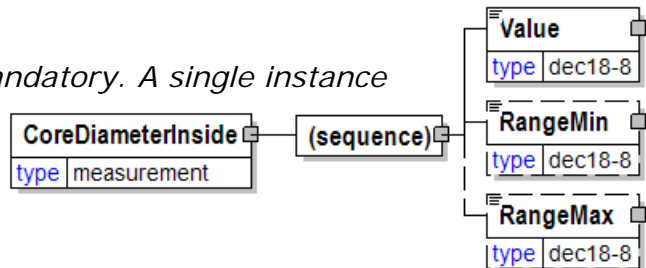 Value
type dec18-8
andatory. A single instance
RangeMin
CoreDiameterInside (sequence)
type dec18-8
type measurement
RangeMax
type dec18-8